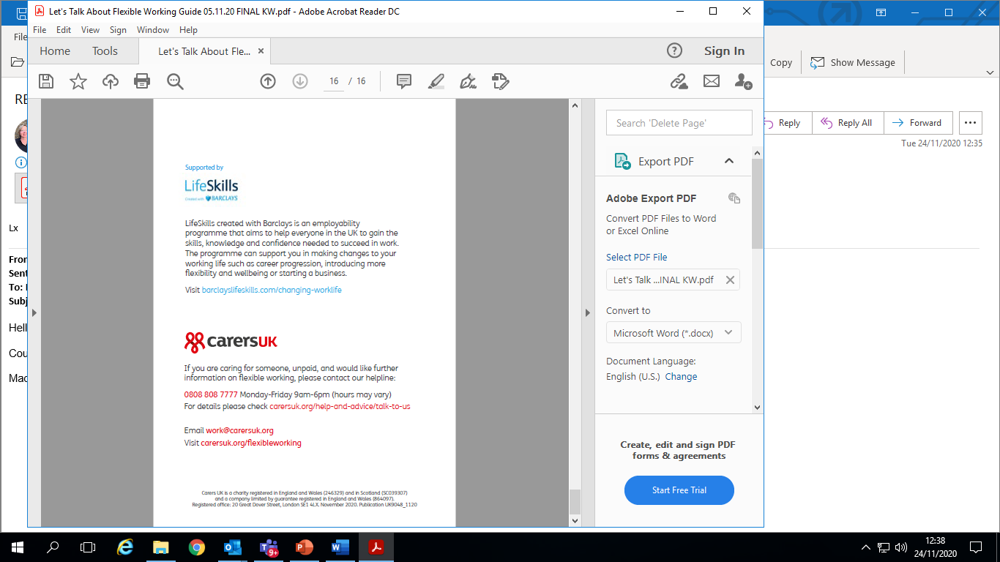 Let's Talk About Flexible Working Guide 05.11.20 FINAL KW.pdf - Adobe Acrobat Reader DC
File Edit View Sign Window Help
Home Tools Let's Talk About Fle... Sign In
16 / 16
Search 'Delete Page'
Export PDF
Adobe Export PDF
Convert PDF Files to Word
or Excel Online
Select PDF File
Let's Talk ...INAL KW.pdf
Convert to
Microsoft Word (*.docx)
Document Language:
English (U.S.) Change
Create, edit and sign PDF
forms & agreements
Start Free Trial
Supported by
LifeSkills
Created with BARCLAYS
LifeSkills created with Barclays is an employability
programme that aims to help everyone in the UK to gain the
skills, knowledge and confidence needed to succeed in work.
The programme can support you in making changes to your
working life such as career progression, introducing more
flexibility and wellbeing or starting a business.
Visit barclayslifeskills.com/changing-worklife
carersUK
If you are caring for someone, unpaid, and would like further
information on flexible working, please contact our helpline:
0808 808 7777 Monday-Friday 9am-6pm (hours may vary)
For details please check carersuk.org/help-and-advice/talk-to-us
Email work@carersuk.org
Visit carersuk.org/flexibleworking
Carers UK is a charity registered in England and Wales (246329) and in Scotland (SC039307)
and a company limited by guarantee registered in England and Wales (864097).
Registered office: 20 Great Dover Street, London SE1 4LX. November 2020. Publication UK9048_1120
File
RE
Lx
From
Sent
To:
Subj
Hell
Cou
Mac
Copy Show Message
Reply Reply All Forward
Tue 24/11/2020 12:35
9+
12:38
24/11/2020